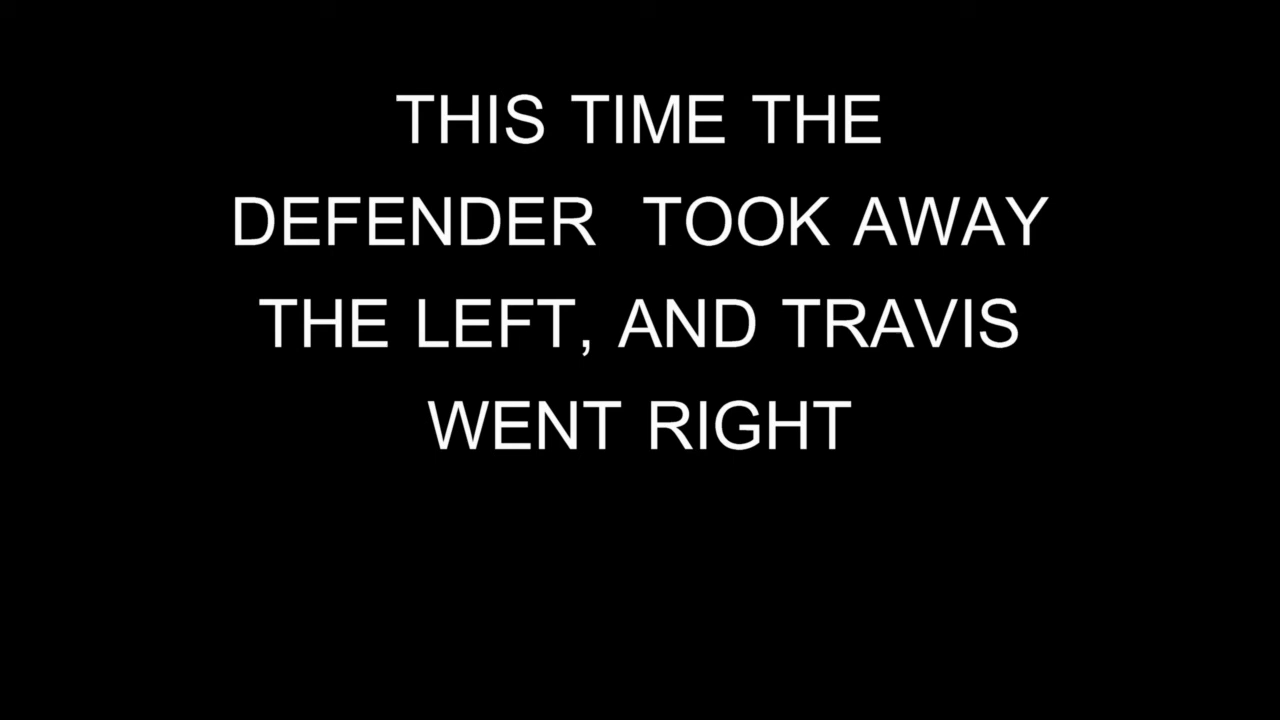 THIS TIME THE
DEFENDER  TOOK AWAY
THE LEFT, AND TRAVIS
WENT RIGHT